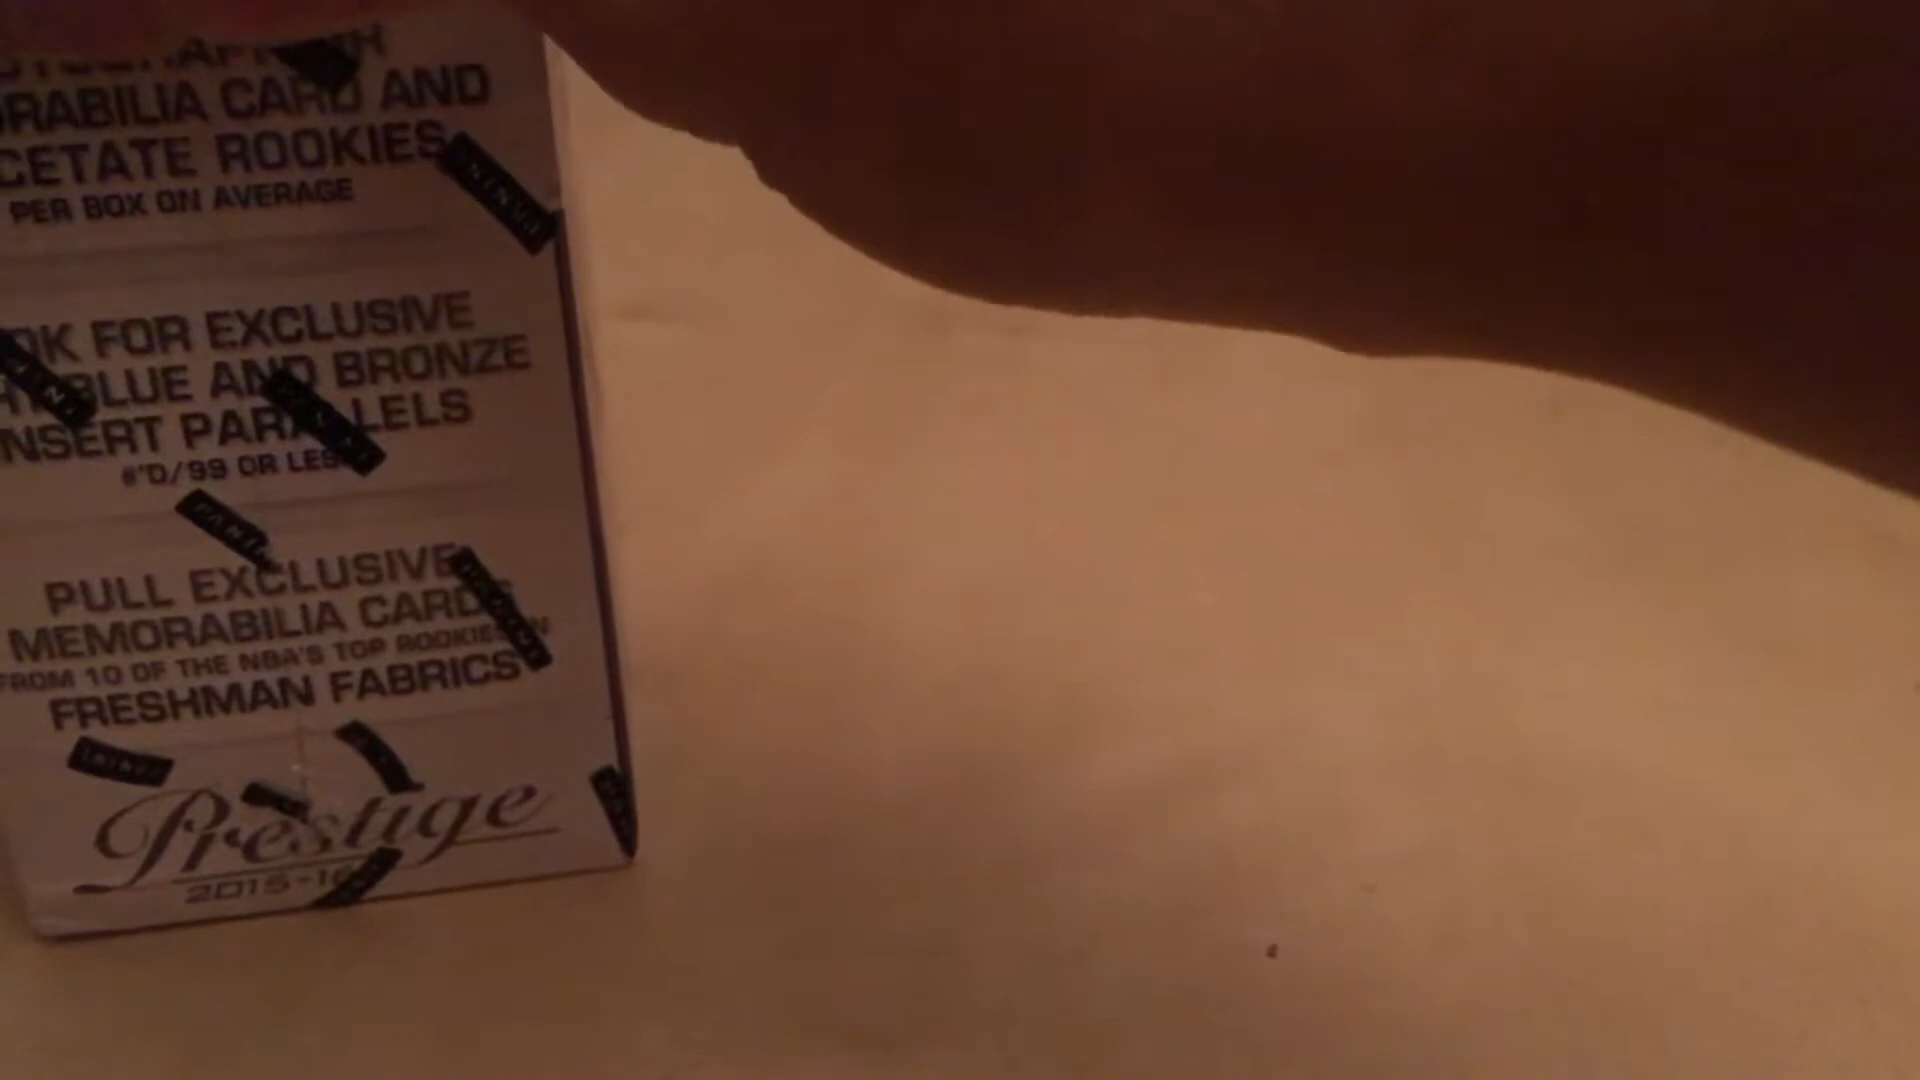 ORABILIA CARD AND
CETATE ROOKIES
PER BOX ON AVERAGE
OK FOR EXCLUSIVE
BLUE AND BRONZE
NSERT PARALLELS
#'D/99 OR LESS
PULL EXCLUSIVE
MEMORABILIA CARDS
FROM 10 OF THE NBA'S TOP ROOKIES IN
FRESHMAN FABRICS
Prestige
2015-16